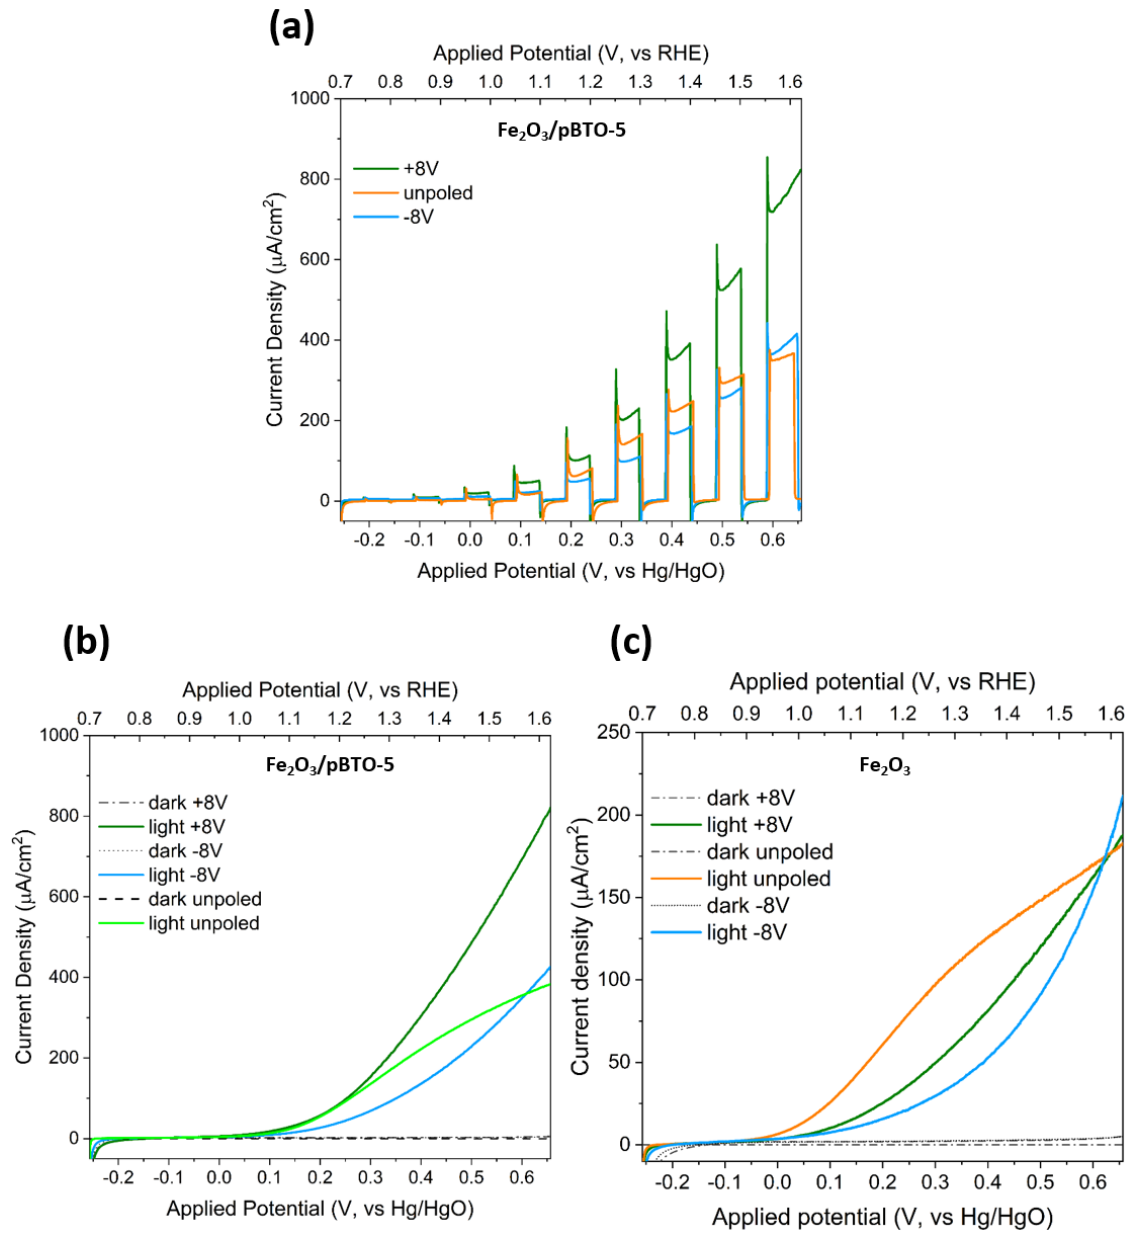 (a)
Applied Potential (V, vs RHE)
0.7 0.8 0.9 1.0 1.1 1.2 1.3 1.4 1.5 1.6
Fe₂O₃/pBTO-5
+8V
unpoled
-8V
Current Density (μA/cm²)
1000
800
600
400
200
0
-0.2 -0.1 0.0 0.1 0.2 0.3 0.4 0.5 0.6
Applied Potential (V, vs Hg/HgO)
(b)
Applied Potential (V, vs RHE)
0.7 0.8 0.9 1.0 1.1 1.2 1.3 1.4 1.5 1.6
Fe₂O₃/pBTO-5
dark +8V
light +8V
dark -8V
light -8V
dark unpoled
light unpoled
Current Density (μA/cm²)
1000
800
600
400
200
0
-0.2 -0.1 0.0 0.1 0.2 0.3 0.4 0.5 0.6
Applied Potential (V, vs Hg/HgO)
(c)
Applied potential (V, vs RHE)
0.7 0.8 0.9 1.0 1.1 1.2 1.3 1.4 1.5 1.6
Fe₂O₃
dark +8V
light +8V
dark unpoled
light unpoled
dark -8V
light -8V
Current density (μA/cm²)
250
200
150
100
50
0
-0.2 -0.1 0.0 0.1 0.2 0.3 0.4 0.5 0.6
Applied potential (V, vs Hg/HgO)